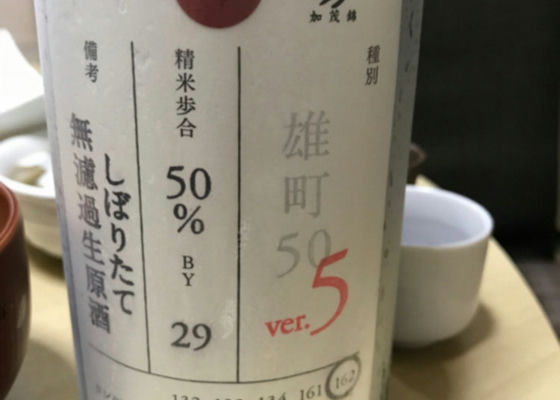 加茂錦
種別
雄町
50
ver.5
精米歩合
50
%
BY
29
備考
しぼりたて
無濾過生原酒
134 161 162